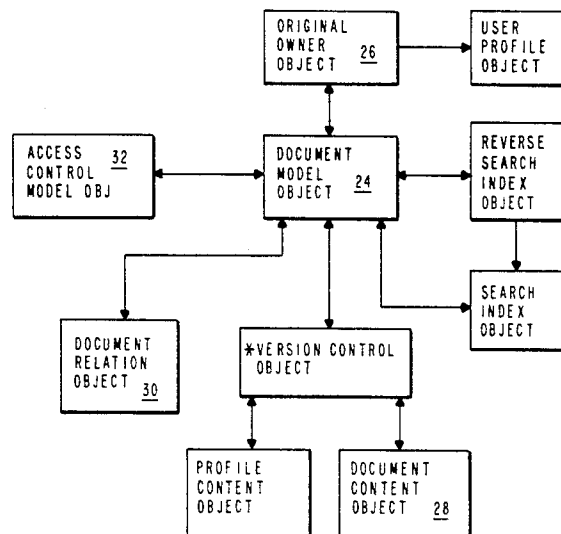 ORIGINAL
OWNER
OBJECT 26
USER
PROFILE
OBJECT
ACCESS 32
CONTROL
MODEL OBJ
DOCUMENT
MODEL
OBJECT 24
REVERSE
SEARCH
INDEX
OBJECT
SEARCH
INDEX
OBJECT
DOCUMENT
RELATION
OBJECT 30
*VERSION CONTROL
OBJECT
PROFILE
CONTENT
OBJECT
DOCUMENT
CONTENT
OBJECT 28